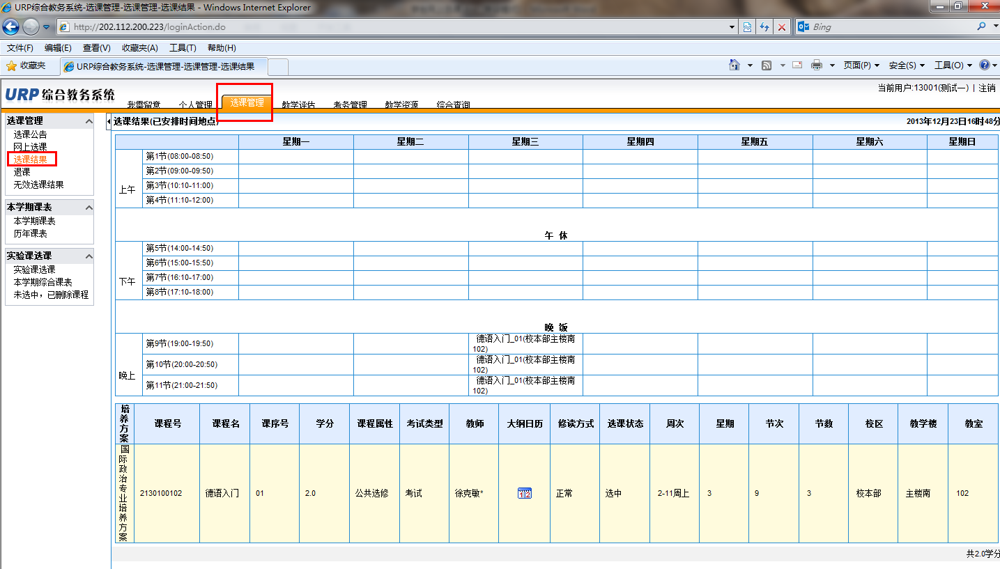 URP综合教务系统-选课管理-选课管理-选课结果 - Windows Internet Explorer
http://202.112.200.223/loginAction.do
Bing
文件(F) 编辑(E) 查看(V) 收藏夹(A) 工具(T) 帮助(H)
收藏夹 URP综合教务系统-选课管理-选课管理-选课结果 页面(P) 安全(S) 工具(O)
当前用户:13001(测试一) | 注销
URP 综合教务系统
我需留意 个人管理 选课管理 教学评估 考务管理 教学资源 综合查询
选课管理
选课公告
网上选课
选课结果
退课
无效选课结果
本学期课表
本学期课表
历年课表
实验课选课
实验课选课
本学期综合课表
未选中，已删除课程
选课结果(已安排时间地点) 2013年12月23日16时48分
星期一 星期二 星期三 星期四 星期五 星期六 星期日
上午
第1节(08:00-08:50)
第2节(09:00-09:50)
第3节(10:10-11:00)
第4节(11:10-12:00)
午 休
下午
第5节(14:00-14:50)
第6节(15:00-15:50)
第7节(16:10-17:00)
第8节(17:10-18:00)
晚 饭
晚上
第9节(19:00-19:50) 德语入门_01(校本部主楼南
102)
第10节(20:00-20:50) 德语入门_01(校本部主楼南
102)
第11节(21:00-21:50) 德语入门_01(校本部主楼南
102)
培养方案 课程号 课程名 课序号 学分 课程属性 考试类型 教师 大纲日历 修读方式 选课状态 周次 星期 节次 节数 校区 教学楼 教室
国际政治专业培养方案 2130100102 德语入门 01 2.0 公共选修 考试 徐克敏* 正常 选中 2-11周上 3 9 3 校本部 主楼南 102
共2.0学分